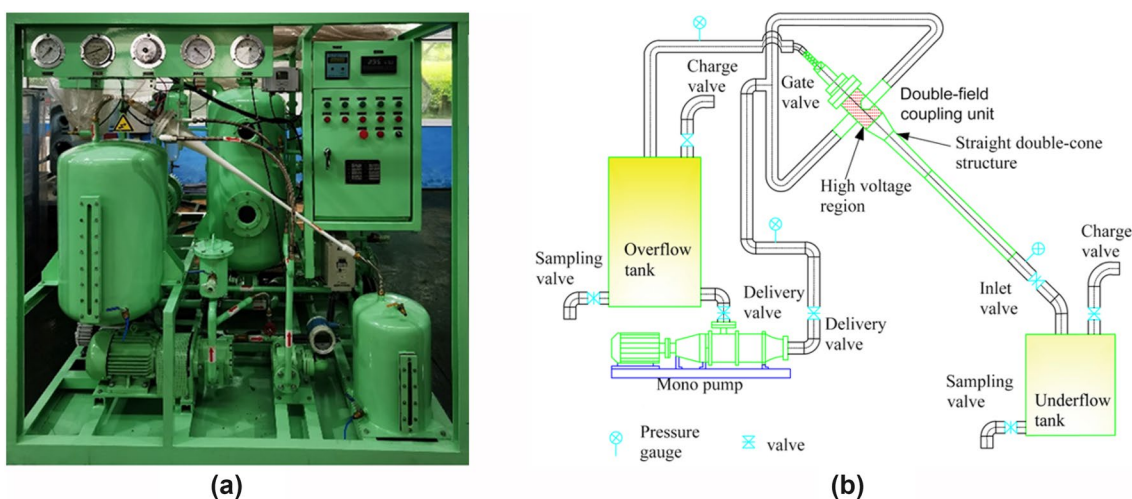 Charge
valve
Gate
valve
Double-field
coupling unit
Straight double-cone
structure
High voltage
region
Overflow
tank
Sampling
valve
Delivery
valve
Delivery
valve
Mono pump
Inlet
valve
Charge
valve
Sampling
valve
Underflow
tank
Pressure
gauge
valve
(a)
(b)